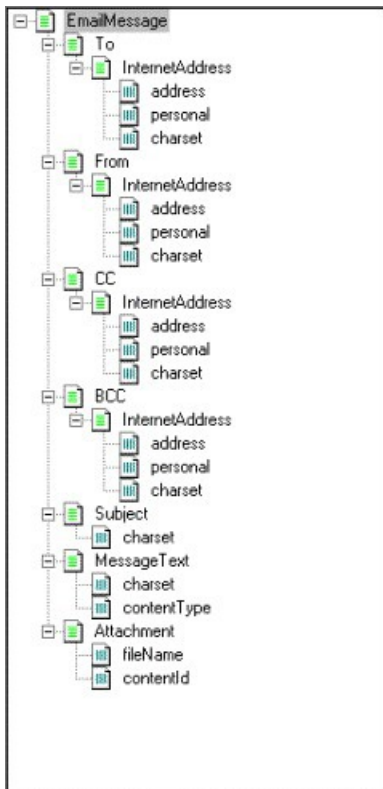 EmailMessage
To
InternetAddress
address
personal
charset
From
InternetAddress
address
personal
charset
CC
InternetAddress
address
personal
charset
BCC
InternetAddress
address
personal
charset
Subject
charset
MessageText
charset
contentType
Attachment
fileName
contentId